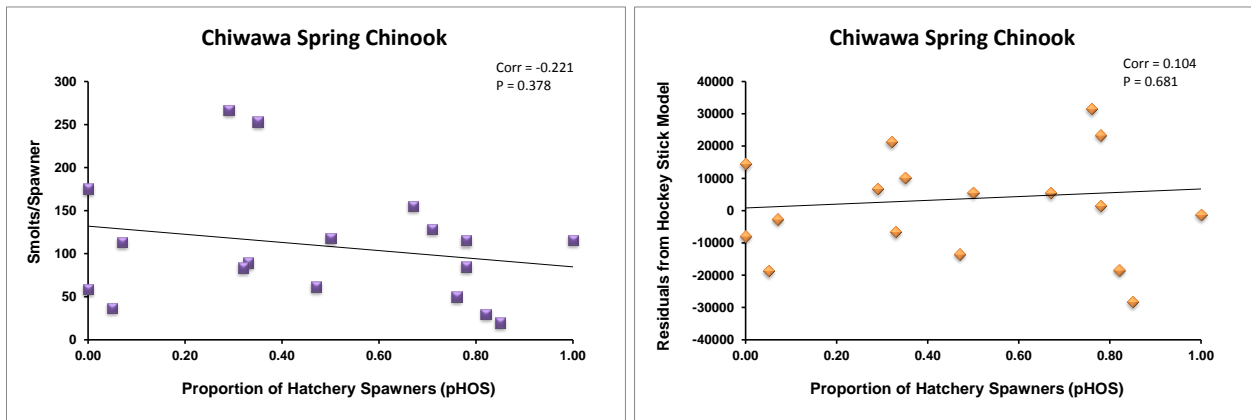 Chiwawa Spring Chinook
Corr = -0.221
P = 0.378
Smolts/Spawner
300
250
200
150
100
50
0
0.00 0.20 0.40 0.60 0.80 1.00
Proportion of Hatchery Spawners (pHOS)
Chiwawa Spring Chinook
Corr = 0.104
P = 0.681
Residuals from Hockey Stick Model
40000
30000
20000
10000
0
-10000
-20000
-30000
-40000
0.00 0.20 0.40 0.60 0.80 1.00
Proportion of Hatchery Spawners (pHOS)